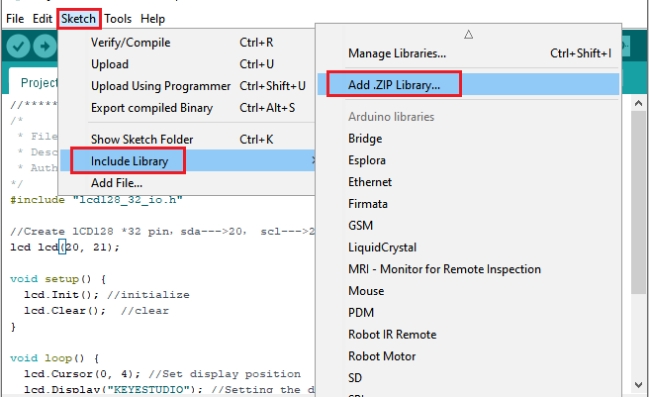 File Edit Sketch Tools Help
Verify/Compile Ctrl+R
Upload Ctrl+U
Upload Using Programmer Ctrl+Shift+U
Export compiled Binary Ctrl+Alt+S
Show Sketch Folder Ctrl+K
Include Library
Add File...
Manage Libraries... Ctrl+Shift+I
Add .ZIP Library...
Arduino libraries
Bridge
Esplora
Ethernet
Firmata
GSM
LiquidCrystal
MRI - Monitor for Remote Inspection
Mouse
PDM
Robot IR Remote
Robot Motor
SD
Project
//*****
/*
* File
* Desc
* Auth
*/
#include "lcd128_32_io.h"
//Create lCD128 *32 pin, sda--->20, scl--->2
lcd lcd(20, 21);
void setup() {
lcd.Init(); //initialize
lcd.Clear(); //clear
}
void loop() {
lcd.Cursor(0, 4); //Set display position
lcd.Display("KEYESTUDIO"); //Setting the d